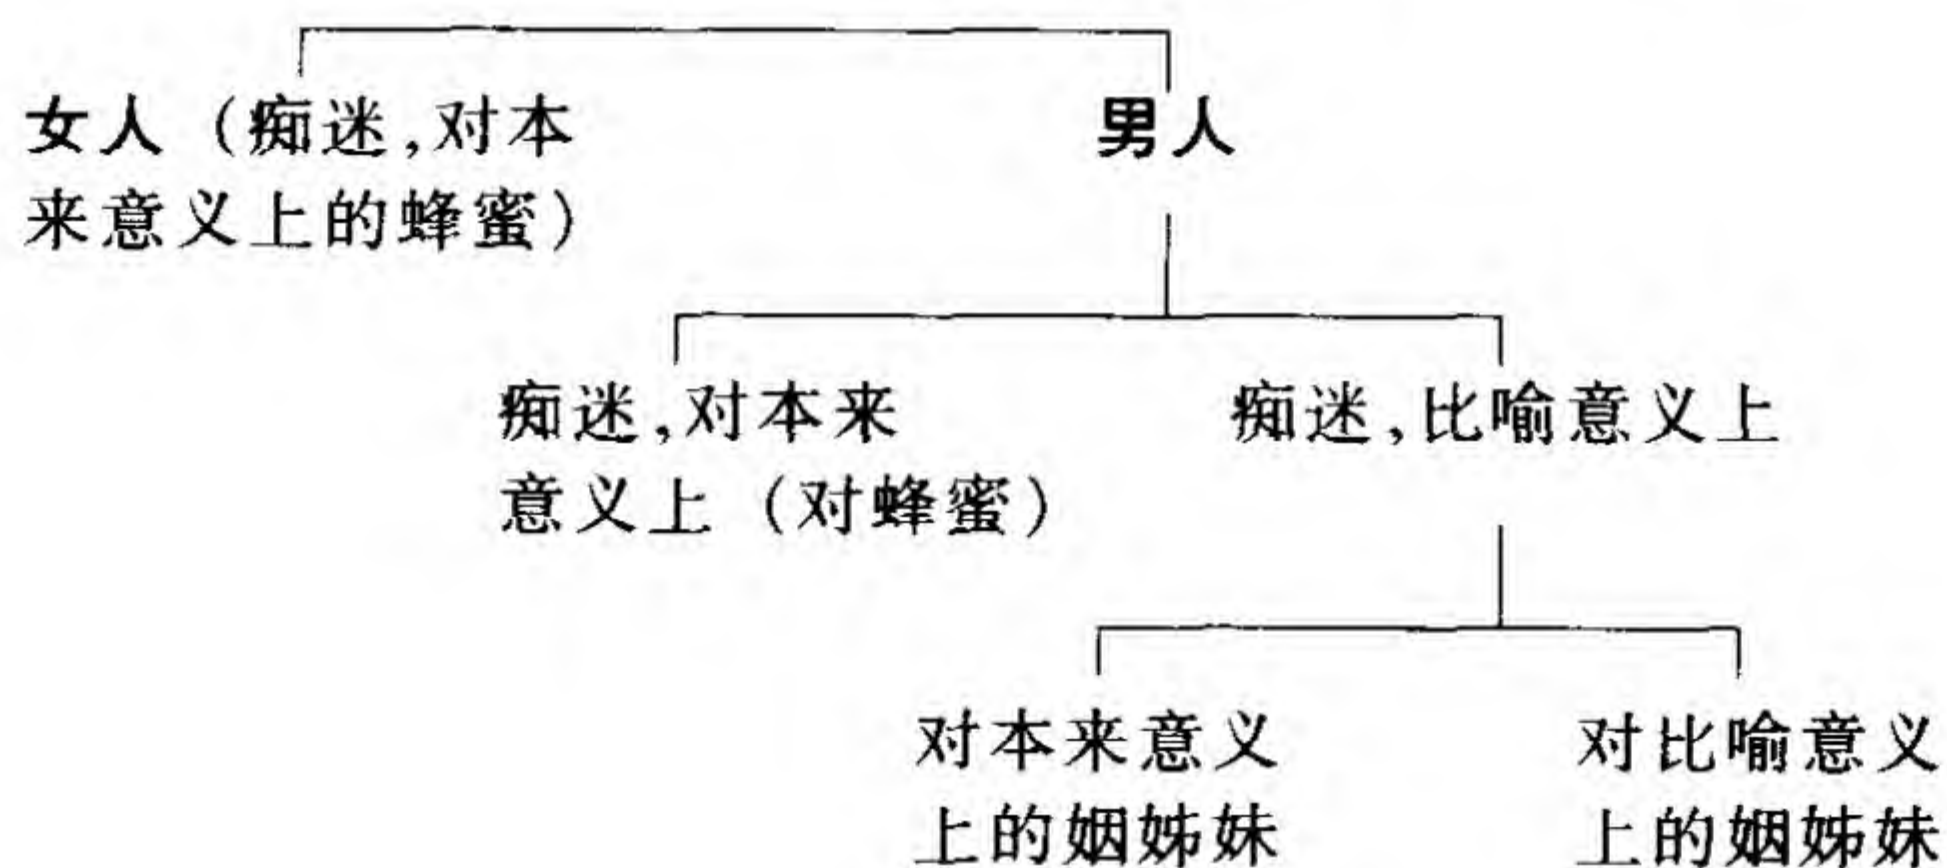 女人（痴迷,对本
来意义上的蜂蜜）
男人
痴迷,对本来
意义上（对蜂蜜）
痴迷,比喻意义上
对本来意义
上的姻姊妹
对比喻意义
上的姻姊妹